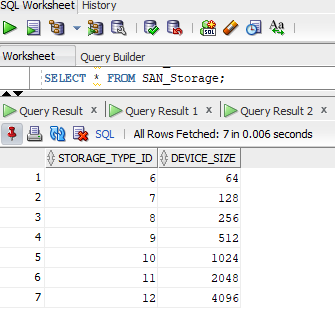 SQL Worksheet History
Worksheet Query Builder
SELECT * FROM SAN_Storage;
Query Result x Query Result 1 x Query Result 2 x
SQL | All Rows Fetched: 7 in 0.006 seconds
STORAGE_TYPE_ID DEVICE_SIZE
1 6 64
2 7 128
3 8 256
4 9 512
5 10 1024
6 11 2048
7 12 4096